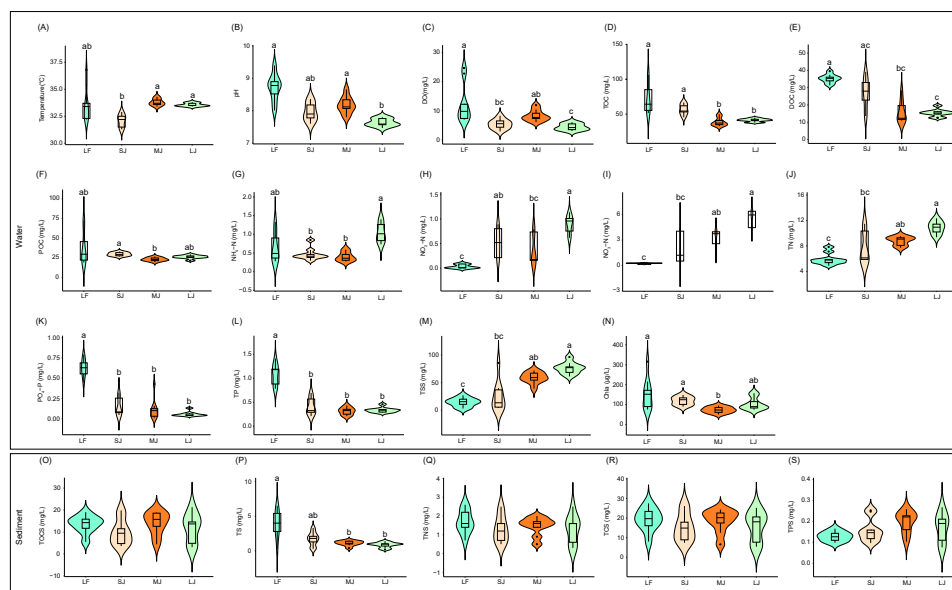 (A)
Temperature(°C)
37.5
35.0
32.5
30.0
ab
b
a
a
LF SJ MJ LJ
(B)
pH
10
9
8
7
a
ab
a
b
LF SJ MJ LJ
(C)
DO(mg/L)
30
20
10
0
a
bc
ab
c
LF SJ MJ LJ
(D)
TOC (mg/L)
100
75
50
7
a
a
b
b
LF SJ MJ LJ
(E)
DOC (mg/L)
50
40
30
20
10
a
ac
bc
c
LF SJ MJ LJ
Water
(F)
POC (mg/L)
100
75
50
25
0
ab
a
b
ab
LF SJ MJ LJ
(G)
NH₄−N (mg/L)
2.0
1.5
1.0
0.5
0.0
ab
b
b
a
LF SJ MJ LJ
(H)
NO₂−N (mg/L)
1.5
1.0
0.5
0.0
c
ab
bc
a
LF SJ MJ LJ
(I)
NO₃−N (mg/L)
6
3
0
−3
c
bc
ab
a
LF SJ MJ LJ
(J)
TN (mg/L)
12
8
4
c
bc
ab
a
LF SJ MJ LJ
(K)
PO₄−P (mg/L)
1.00
0.75
0.50
0.25
0.00
a
b
b
b
LF SJ MJ LJ
(L)
TP (mg/L)
1.5
1.0
0.5
0.0
a
b
b
b
LF SJ MJ LJ
(M)
TSS (mg/L)
100
50
0
c
bc
ab
a
LF SJ MJ LJ
(N)
Chla (μg/L)
400
300
200
100
0
a
a
b
ab
LF SJ MJ LJ
Sediment
(O)
TOCS (mg/L)
30
20
10
0
−10
LF SJ MJ LJ
(P)
TS (mg/L)
10
5
0
a
ab
b
b
LF SJ MJ LJ
(Q)
TNS (mg/L)
4
3
2
1
0
−1
LF SJ MJ LJ
(R)
TCS (mg/L)
40
30
20
10
0
LF SJ MJ LJ
(S)
TPS (mg/L)
0.4
0.3
0.2
0.1
0.0
LF SJ MJ LJ